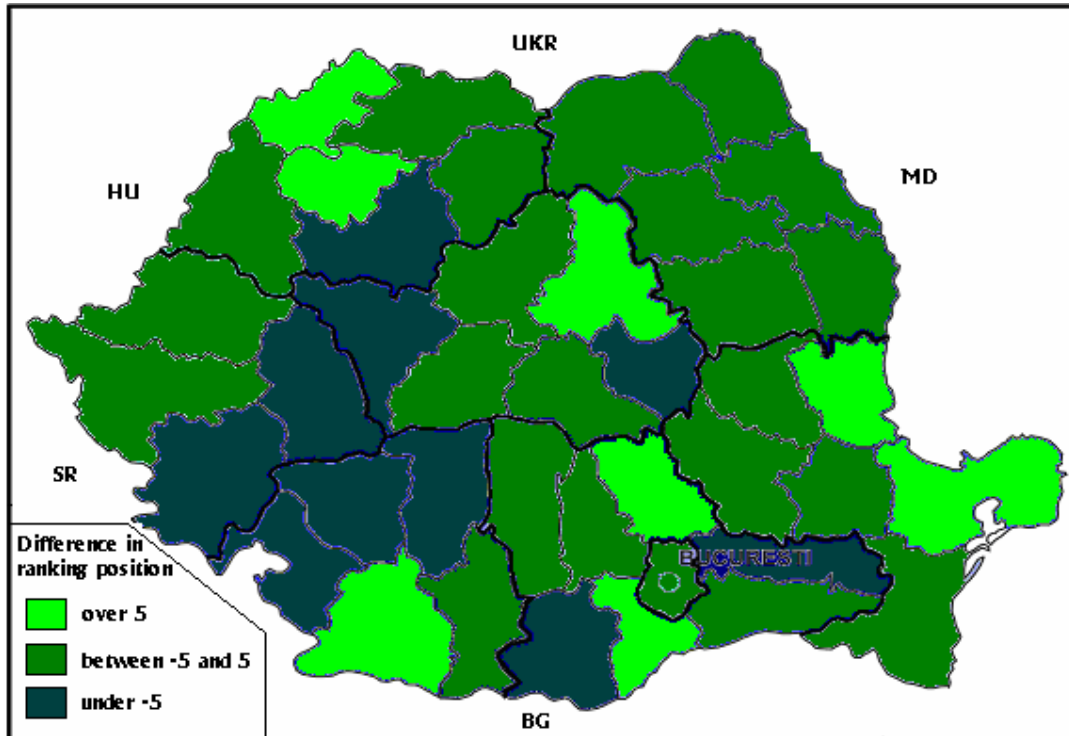 UKR
HU
MD
SR
BUCURESTI
Difference in
ranking position
over 5
between -5 and 5
under -5
BG